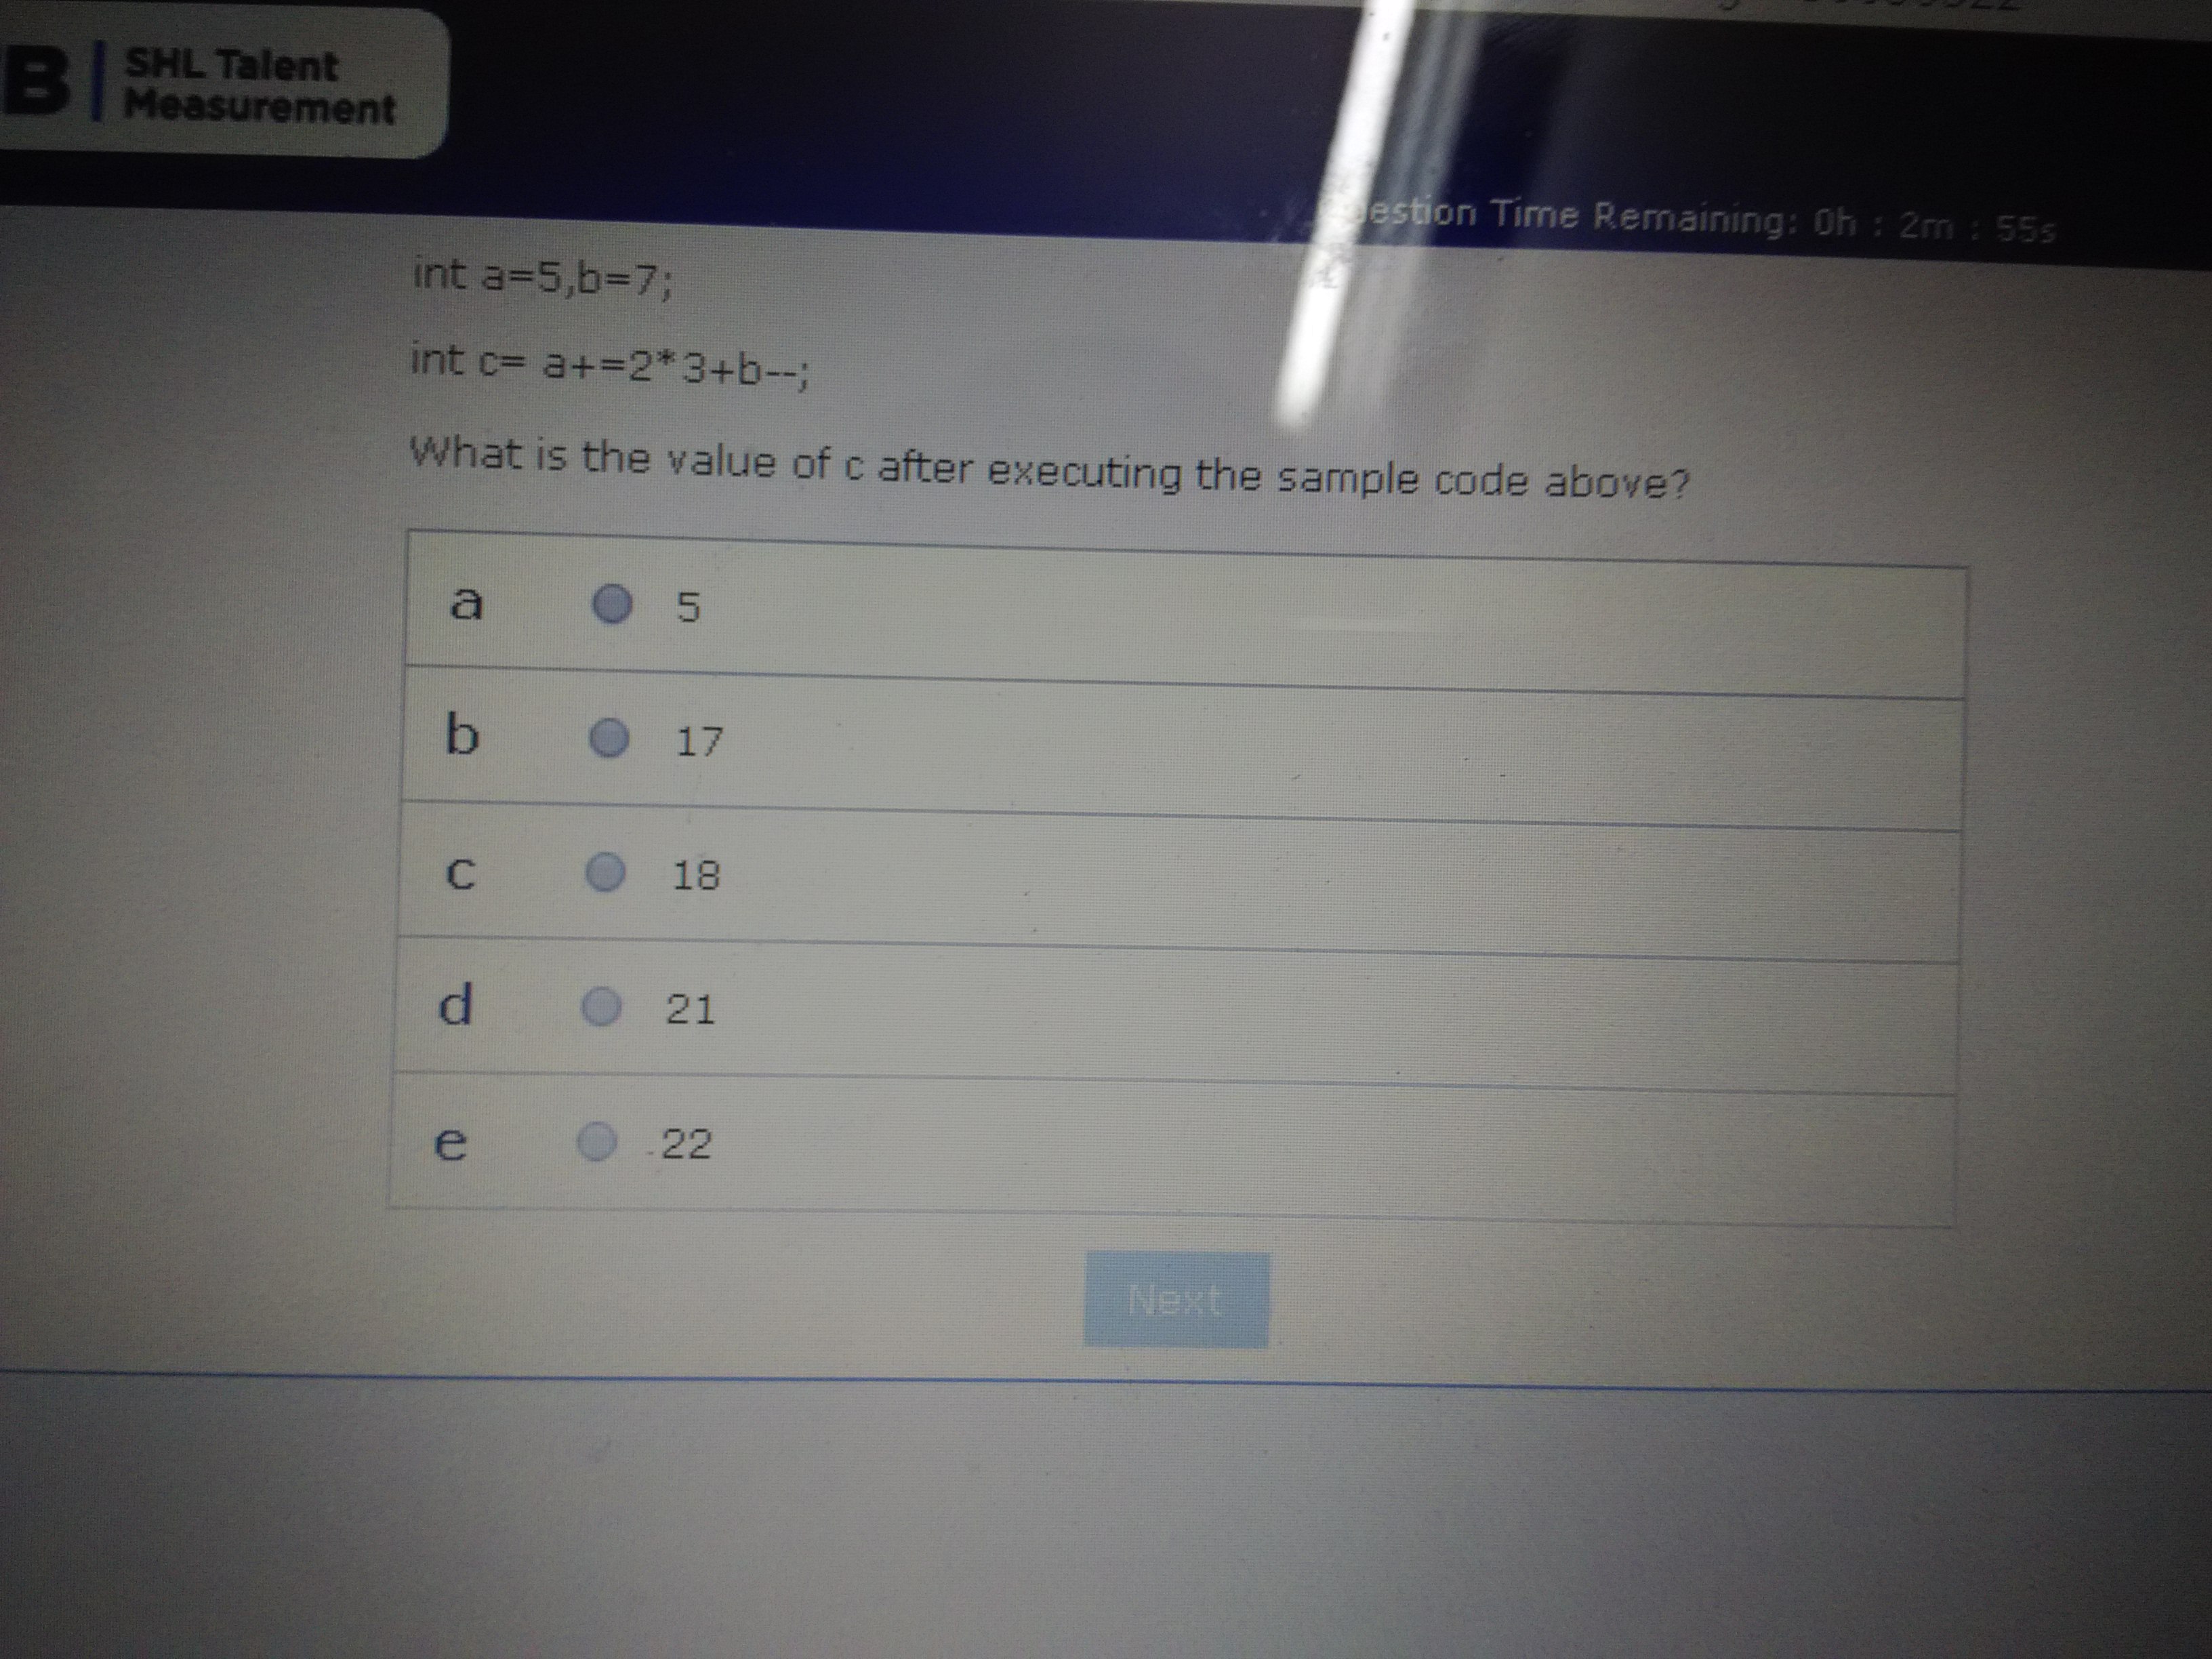 B | SHL Talent
Measurement
estion Time Remaining: 0h : 2m : 55s
int a=5,b=7;
int c= a+=2*3+b--;
What is the value of c after executing the sample code above?
a 5
b 17
c 18
d 21
e 22
Next